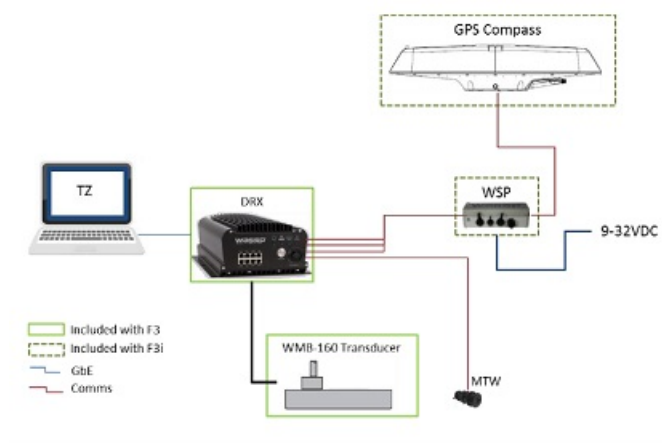 GPS Compass
TZ
DRX
WASSP
WSP
9-32VDC
Included with F3
Included with F3i
GbE
Comms
WMB-160 Transducer
MTW